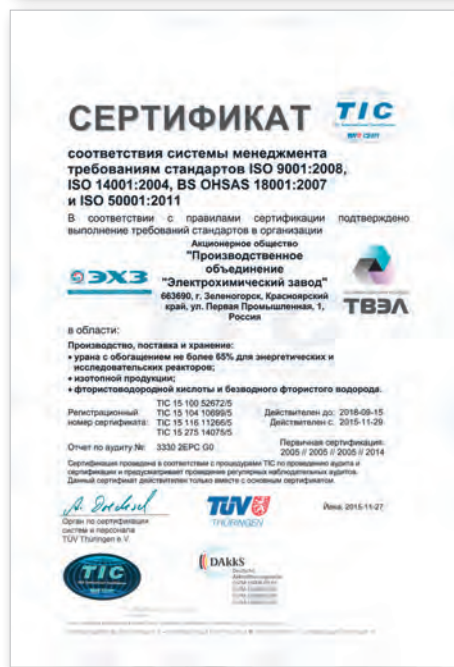 СЕРТИФИКАТ
TIC
соответствия системы менеджмента
требованиям стандартов ISO 9001:2008,
ISO 14001:2004, BS OHSAS 18001:2007
и ISO 50001:2011
В соответствии с правилами сертификации подтверждено
выполнение требований стандартов в организации
Акционерное общество
"Производственное
объединение
"Электрохимический завод"
663690, г. Зеленогорск, Красноярский
край, ул. Первая Промышленная, 1,
Россия
ЭХЗ
ТВЭЛ
в области:
Производство, поставка и хранение:
• урана с обогащением не более 65% для энергетических и
исследовательских реакторов;
• изотопной продукции;
• фтористоводородной кислоты и безводного фтористого водорода.
Регистрационный
номер сертификата:
TIC 15 100 52672/5
TIC 15 104 10699/5
TIC 15 116 11266/5
TIC 15 275 14075/5
Действителен до: 2018-09-15
Действителен с: 2015-11-29
Отчет по аудиту №: 3330 2EPC G0
Первичная сертификация:
2005 // 2005 // 2005 // 2014
Сертификация проведена в соответствии с процедурами TIC по проведению аудита и
сертификации и предусматривает проведение регулярных наблюдательных аудитов.
Данный сертификат действителен только вместе с основным сертификатом.
Орган по сертификации
систем и персонала
TÜV Thüringen e.V.
TÜV
THÜRINGEN
Йена, 2015-11-27
TIC
DAkkS
Deutsche